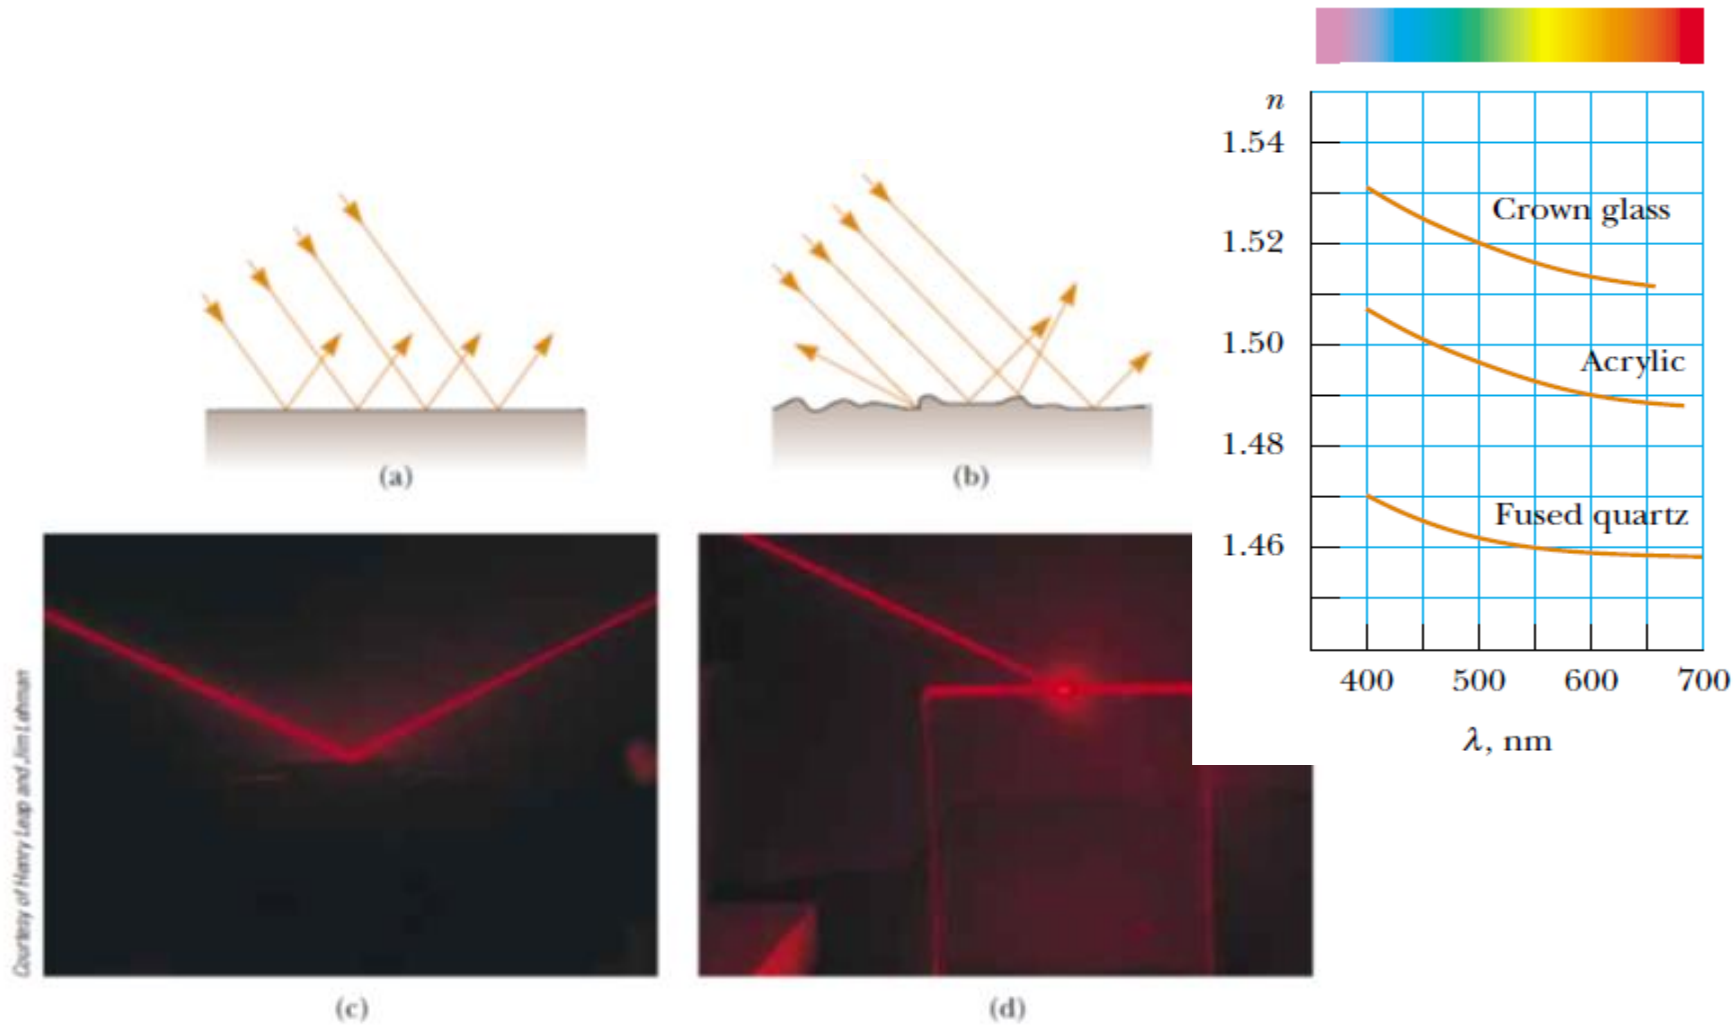 (a)
(b)
(c)
(d)
Courtesy of Henry Leap and Jim Lehman
n
1.54
1.52
1.50
1.48
1.46
Crown glass
Acrylic
Fused quartz
400 500 600 700
λ, nm